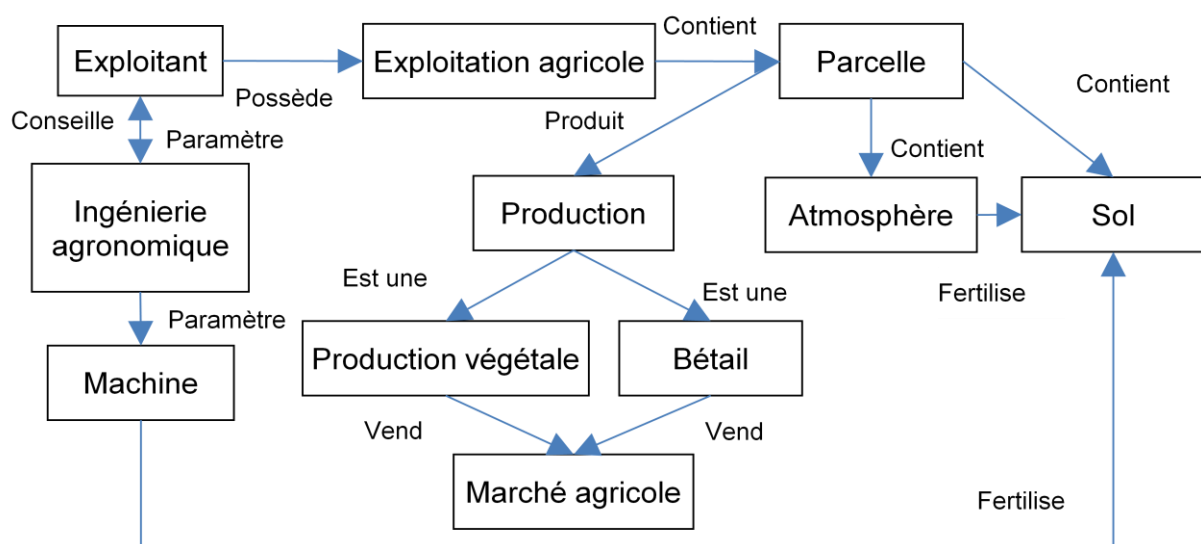 Contient
Exploitant
Exploitation agricole
Parcelle
Possède
Contient
Conseille
Paramètre
Produit
Contient
Ingénierie
agronomique
Production
Atmosphère
Sol
Est une
Est une
Fertilise
Paramètre
Machine
Production végétale
Bétail
Vend
Vend
Marché agricole
Fertilise